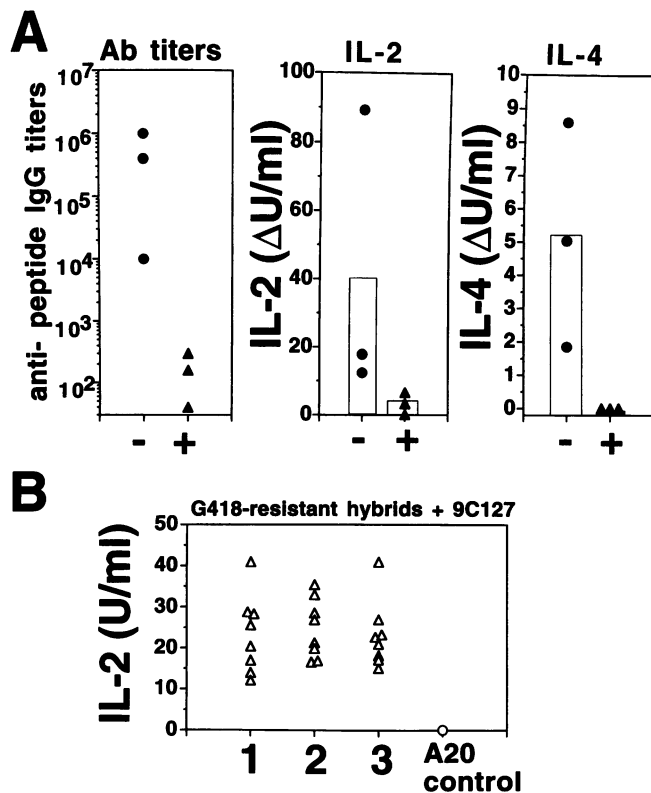 A
Ab titers
IL-2
IL-4
anti- peptide IgG titers
10^7
10^6
10^5
10^4
10^3
10^2
- +
IL-2 (ΔU/ml)
100
80
60
40
20
0
- +
IL-4 (ΔU/ml)
10
9
8
7
6
5
4
3
2
1
0
- +
B
G418-resistant hybrids + 9C127
IL-2 (U/ml)
50
40
30
20
10
0
1 2 3 A20
control